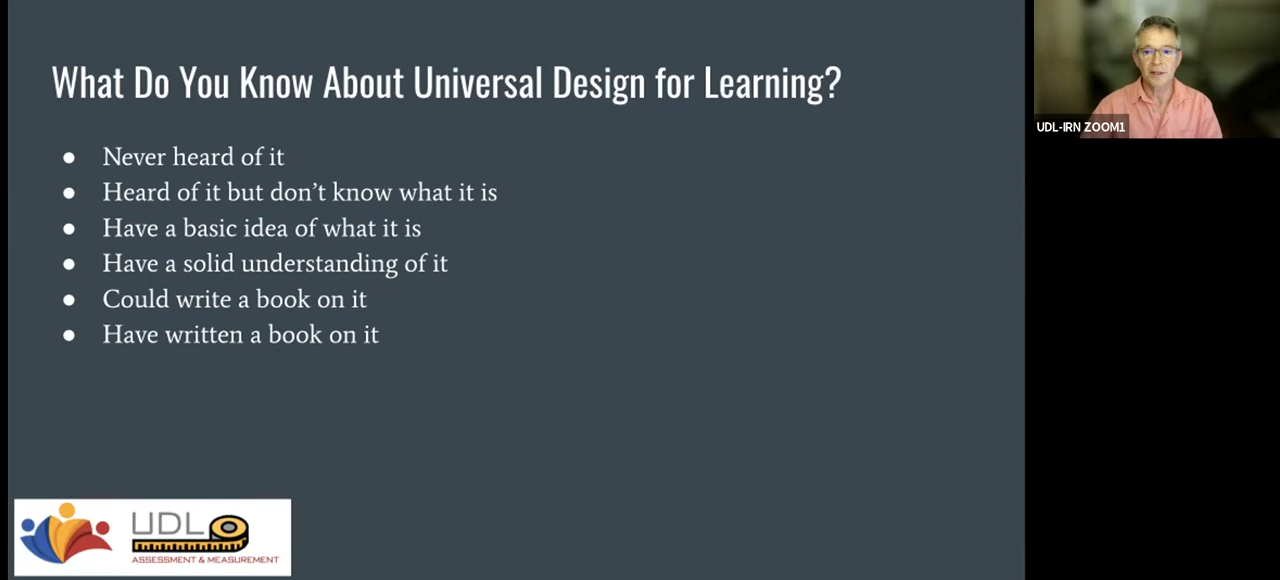 What Do You Know About Universal Design for Learning?
● Never heard of it
● Heard of it but don’t know what it is
● Have a basic idea of what it is
● Have a solid understanding of it
● Could write a book on it
● Have written a book on it
UDL
ASSESSMENT & MEASUREMENT
UDL-IRN ZOOM1